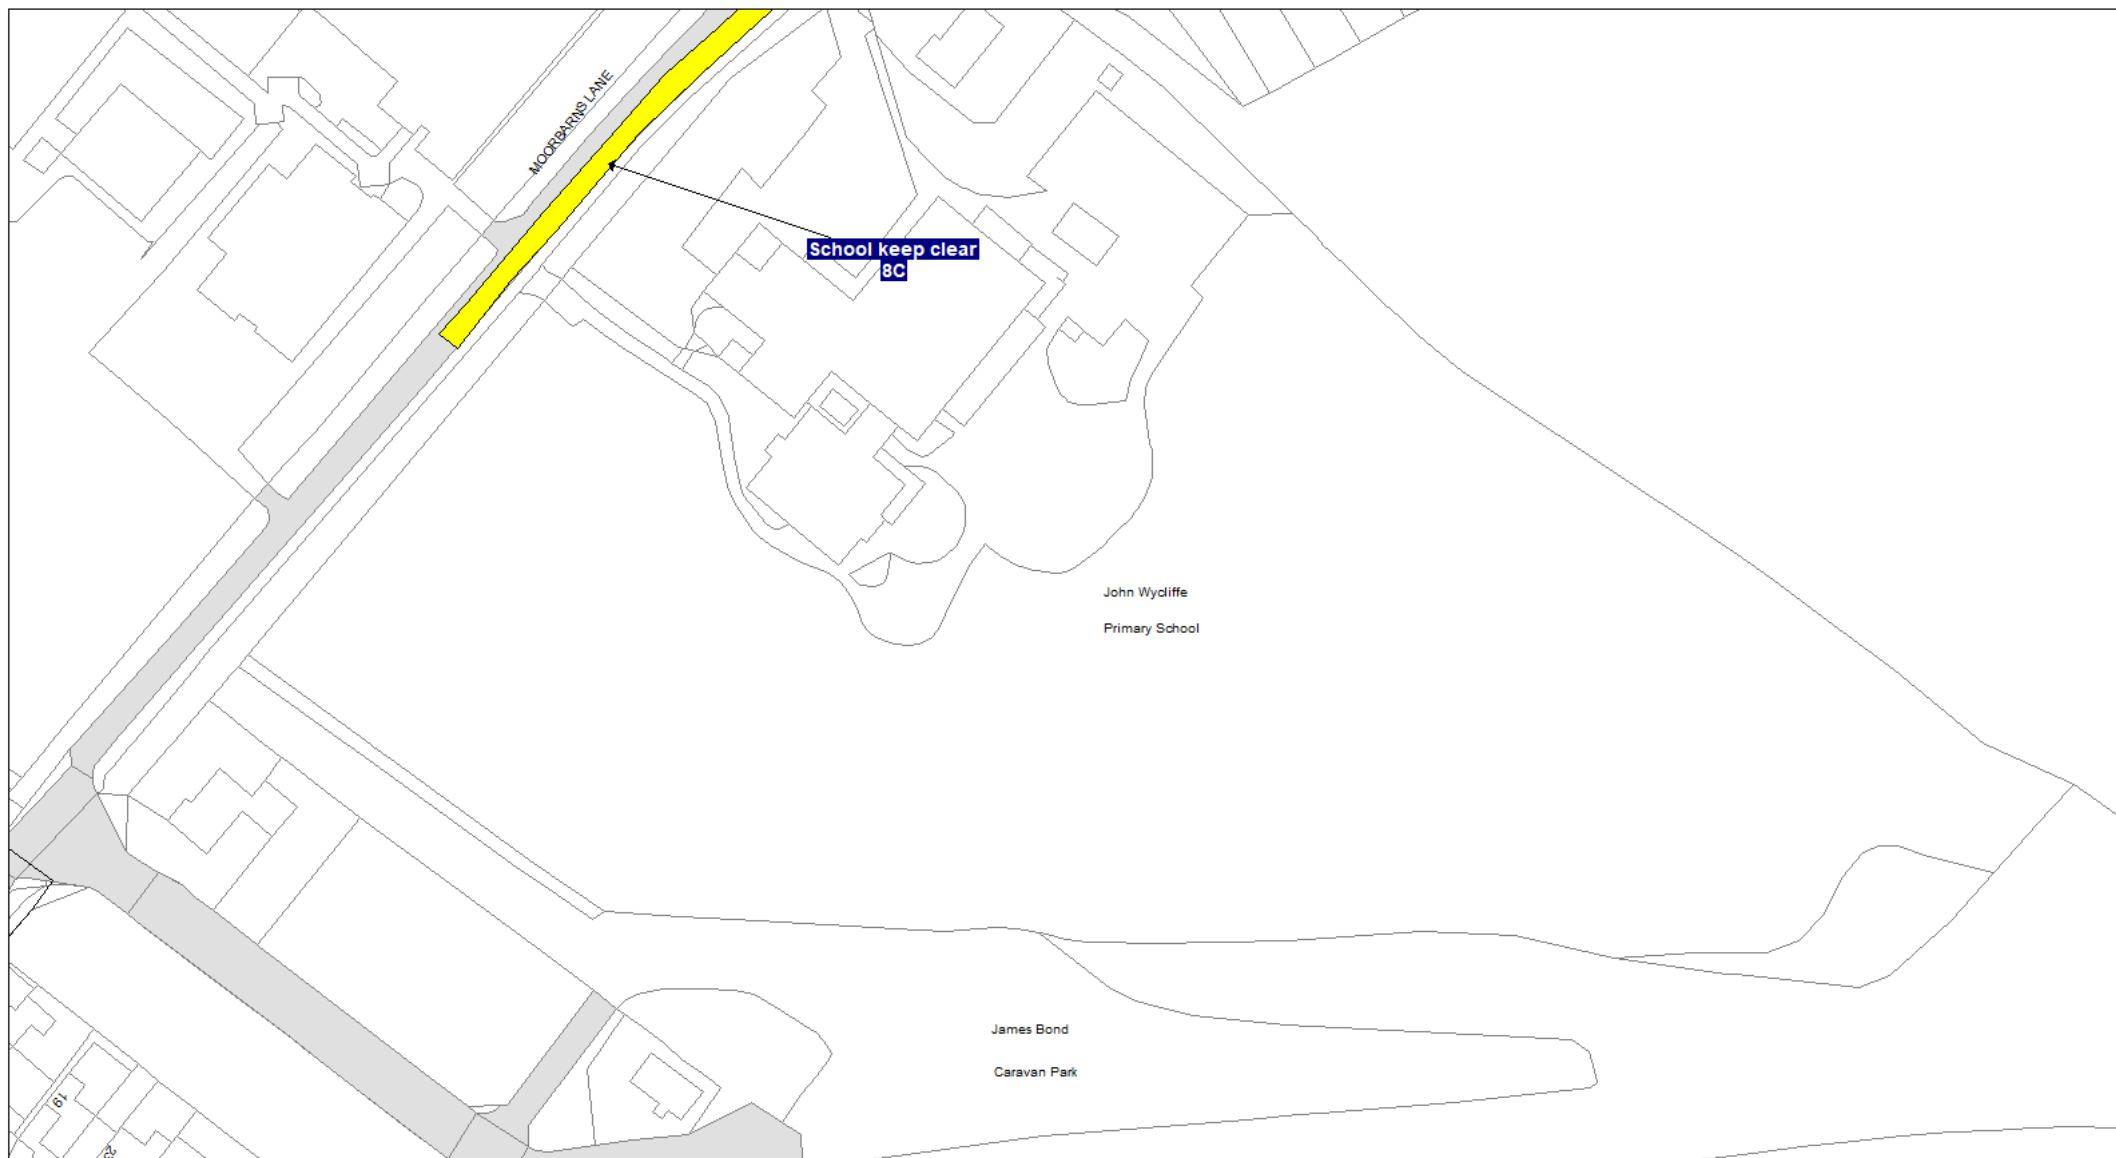 MOORBARNS LANE
School keep clear
8C
John Wycliffe
Primary School
James Bond
Caravan Park
19